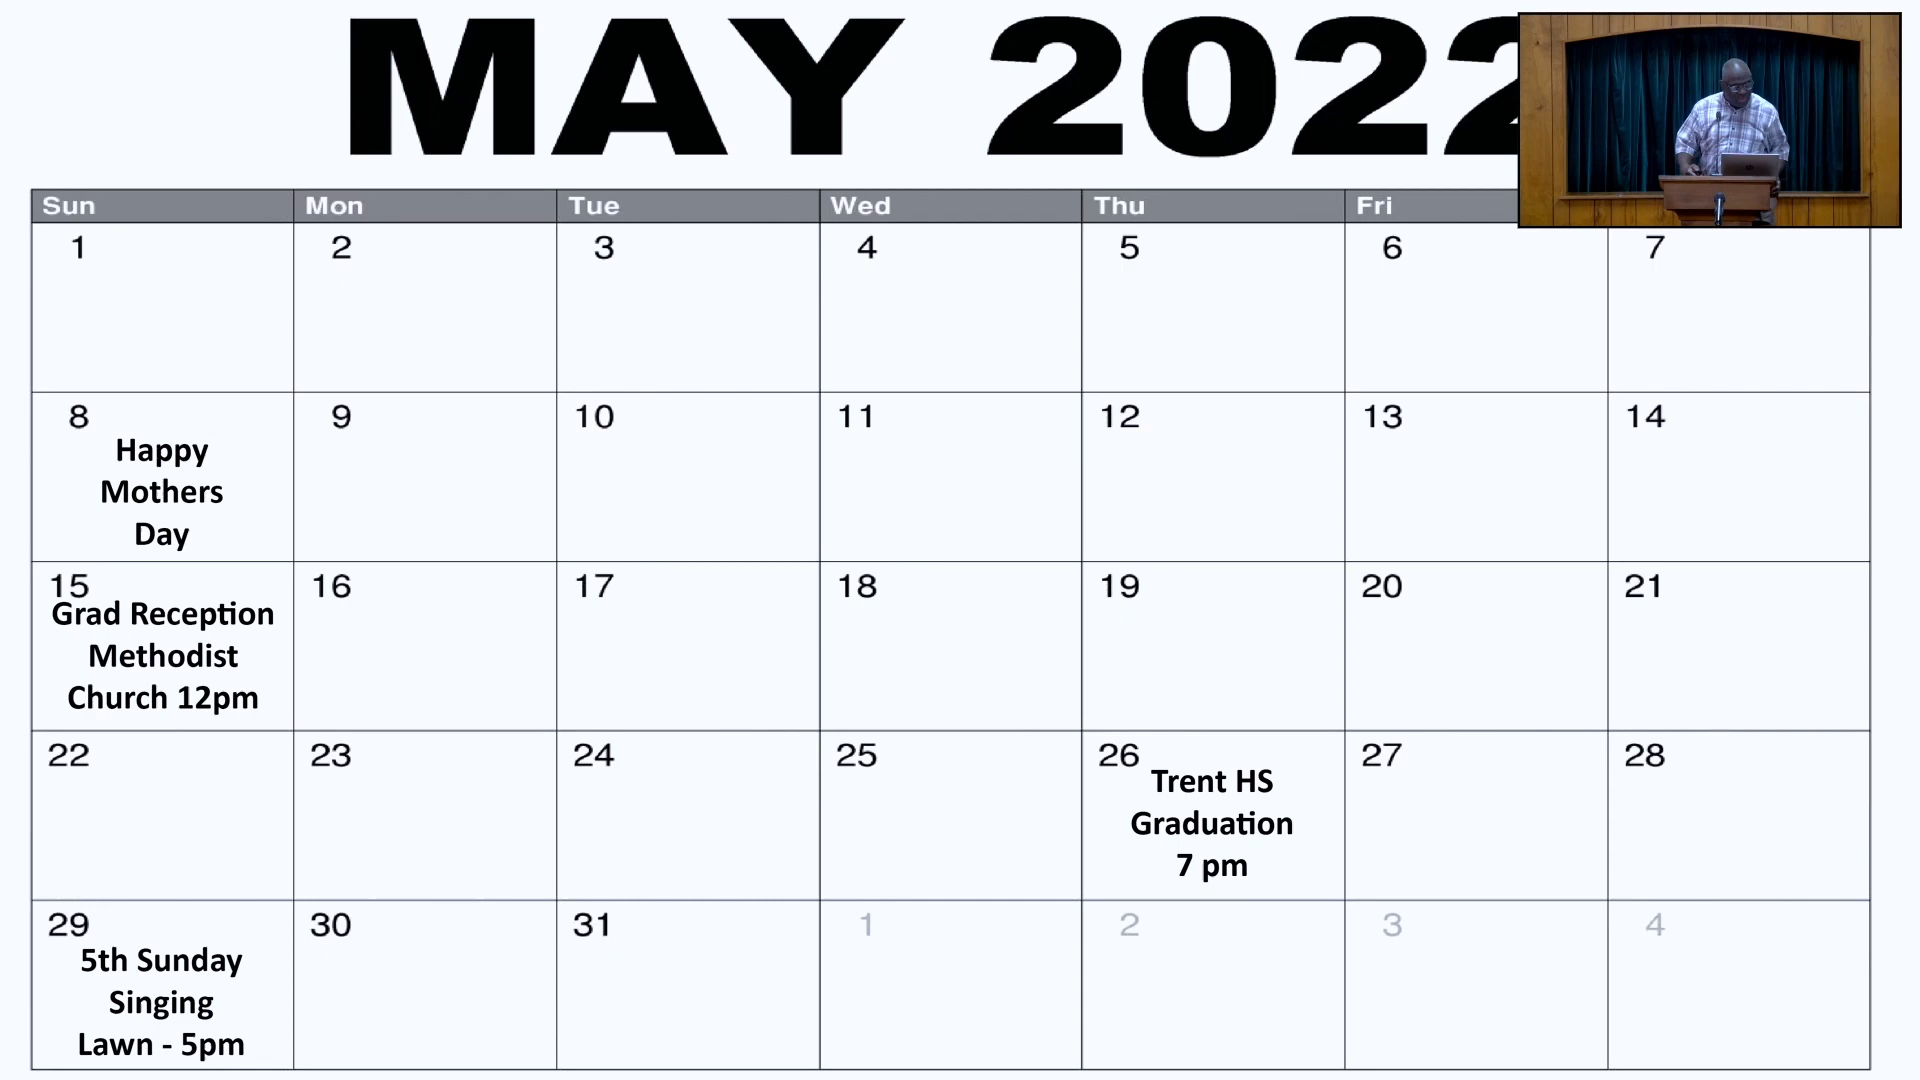 MAY 2022
Sun Mon Tue Wed Thu Fri
1 2 3 4 5 6 7
8 9 10 11 12 13 14
Happy
Mothers
Day
15 16 17 18 19 20 21
Grad Reception
Methodist
Church 12pm
22 23 24 25 26 27 28
Trent HS
Graduation
7 pm
29 30 31 1 2 3 4
5th Sunday
Singing
Lawn - 5pm